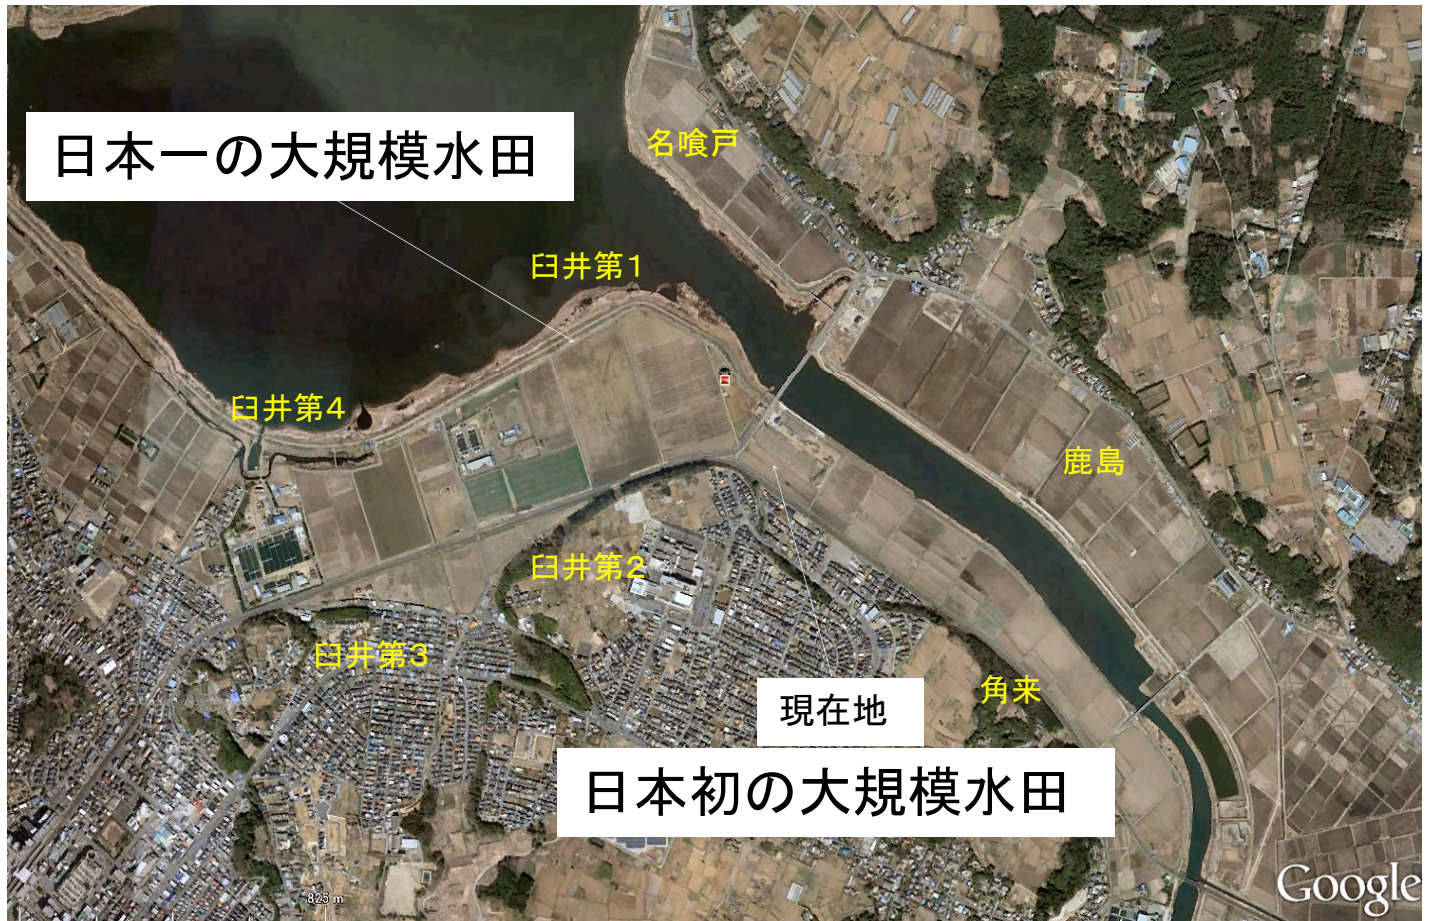 名喰戸
日本一の大規模水田
臼井第1
臼井第4
鹿島
臼井第2
臼井第3
角来
現在地
日本初の大規模水田
825 m
Google